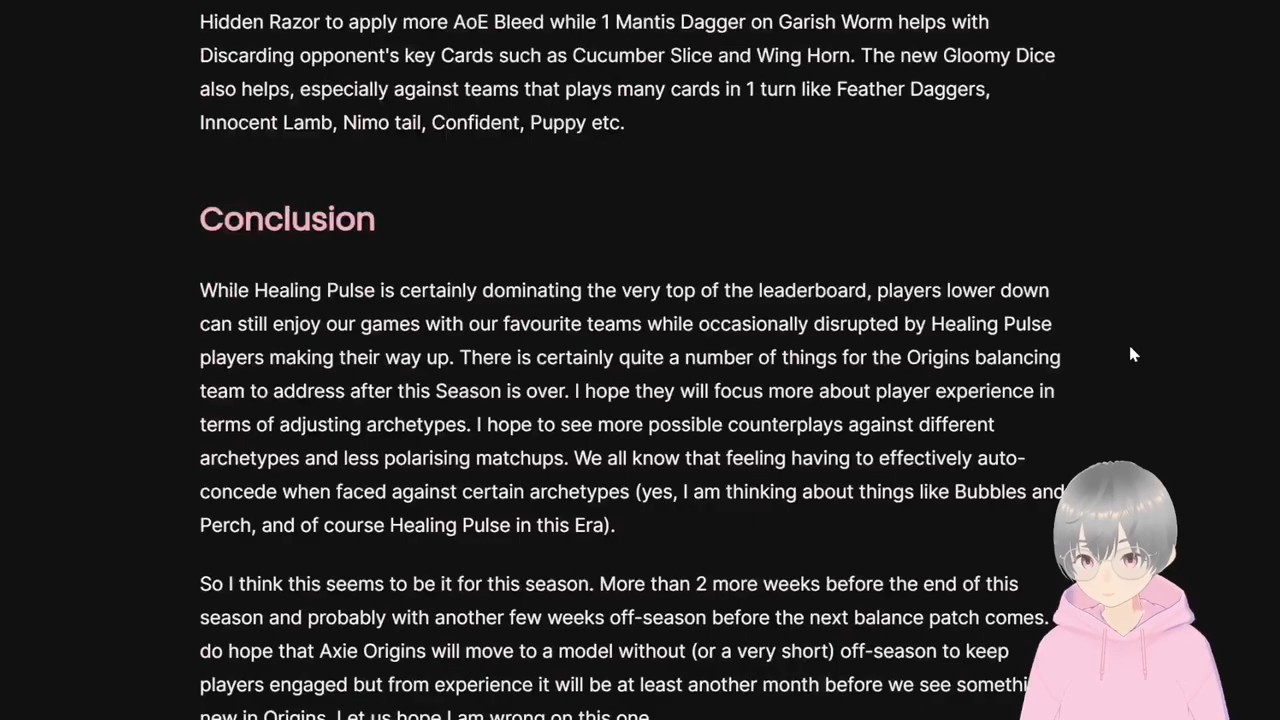 Hidden Razor to apply more AoE Bleed while 1 Mantis Dagger on Garish Worm helps with
Discarding opponent's key Cards such as Cucumber Slice and Wing Horn. The new Gloomy Dice
also helps, especially against teams that plays many cards in 1 turn like Feather Daggers,
Innocent Lamb, Nimo tail, Confident, Puppy etc.
Conclusion
While Healing Pulse is certainly dominating the very top of the leaderboard, players lower down
can still enjoy our games with our favourite teams while occasionally disrupted by Healing Pulse
players making their way up. There is certainly quite a number of things for the Origins balancing
team to address after this Season is over. I hope they will focus more about player experience in
terms of adjusting archetypes. I hope to see more possible counterplays against different
archetypes and less polarising matchups. We all know that feeling having to effectively auto-
concede when faced against certain archetypes (yes, I am thinking about things like Bubbles and
Perch, and of course Healing Pulse in this Era).
So I think this seems to be it for this season. More than 2 more weeks before the end of this
season and probably with another few weeks off-season before the next balance patch comes.
do hope that Axie Origins will move to a model without (or a very short) off-season to keep
players engaged but from experience it will be at least another month before we see somethi
new in Origins. Let us hope I am wrong on this one.